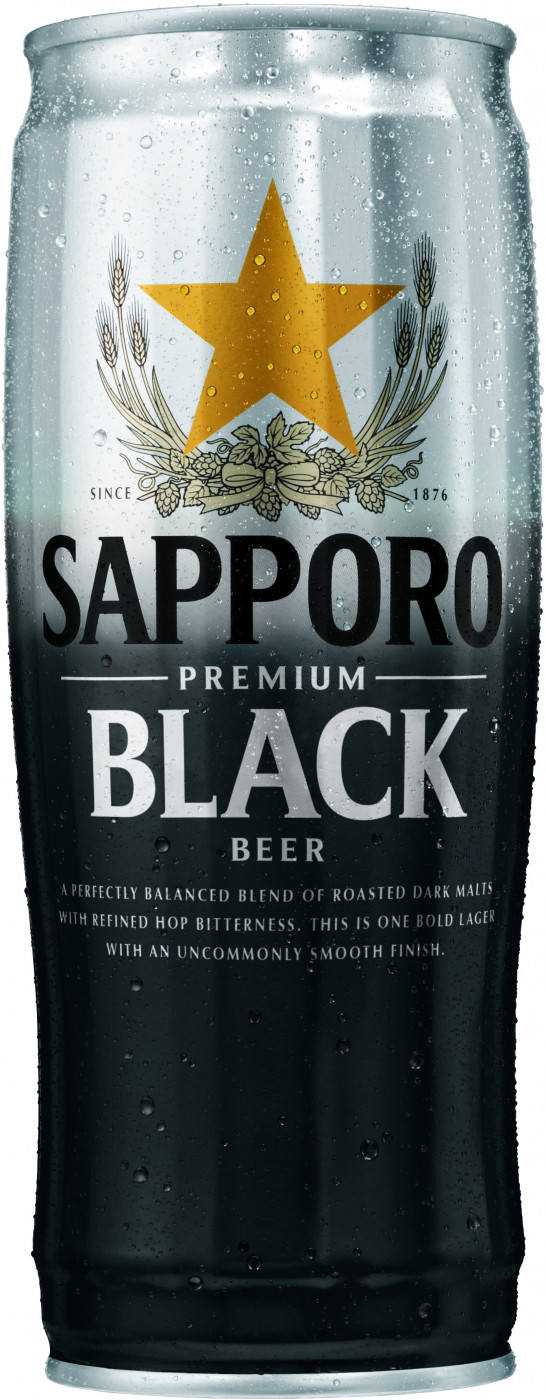 SINCE 1876
SAPPORO
PREMIUM
BLACK
BEER
A PERFECTLY BALANCED BLEND OF ROASTED DARK MALTS
WITH REFINED HOP BITTERNESS. THIS IS ONE BOLD LAGER
WITH AN UNCOMMONLY SMOOTH FINISH.